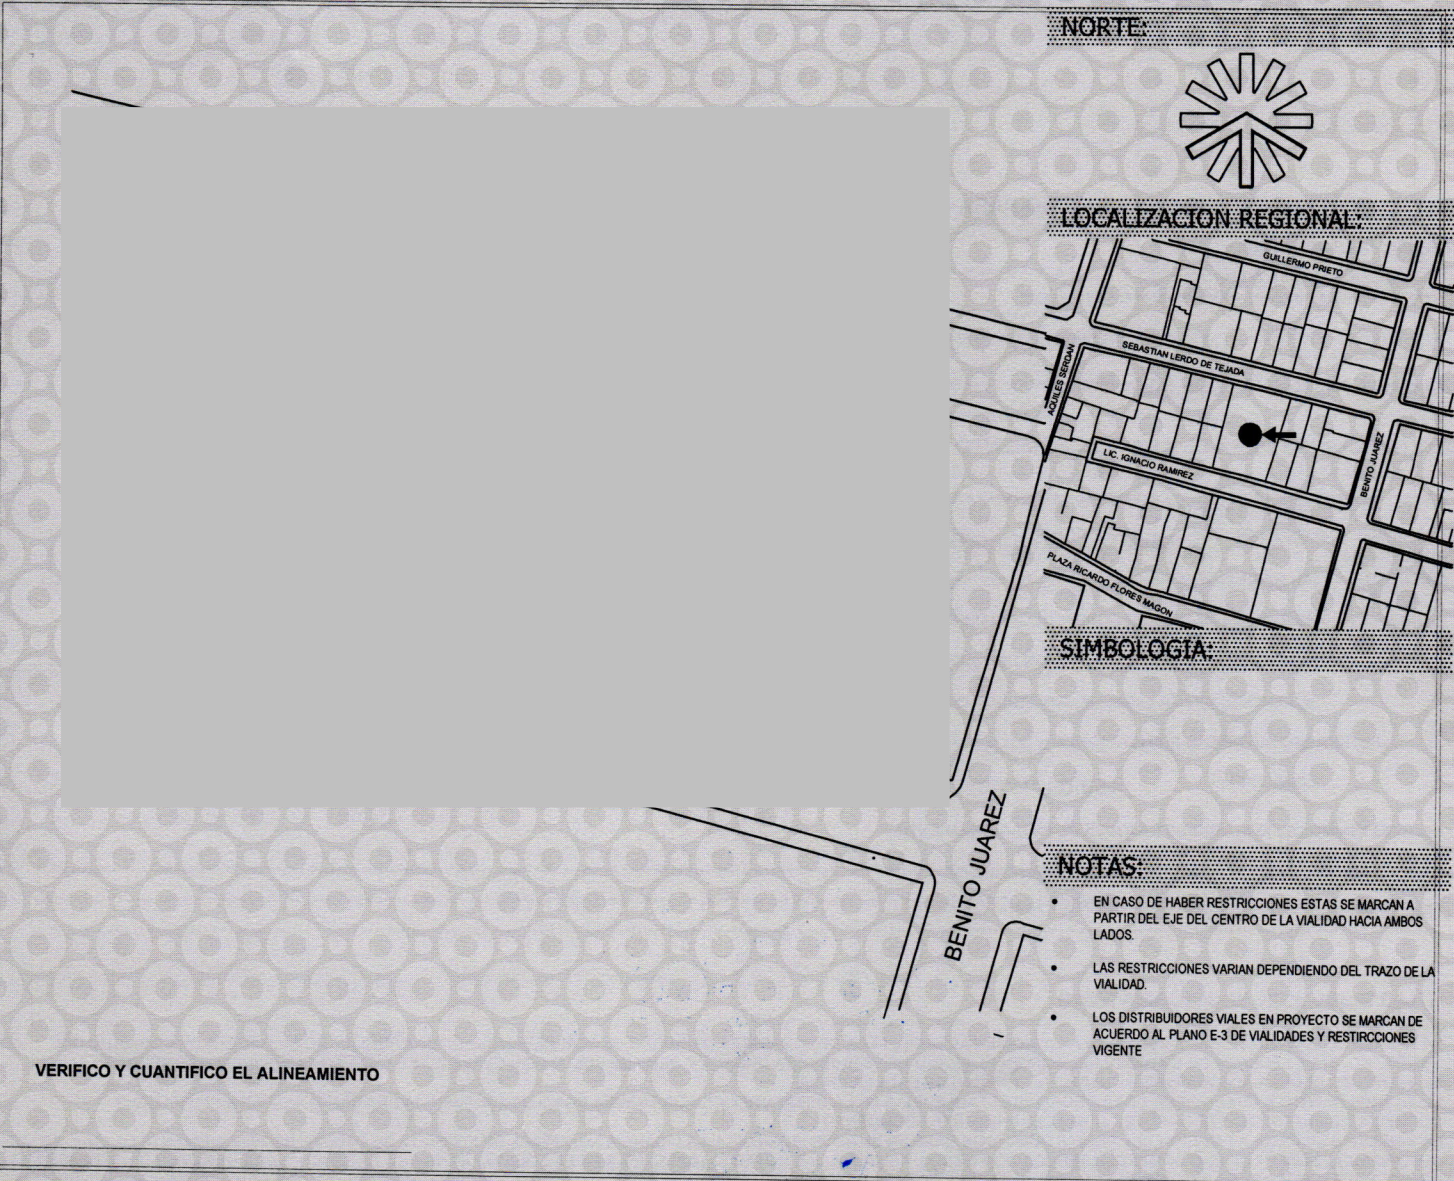 NORTE:
LOCALIZACION REGIONAL:
GUILLERMO PRIETO
SEBASTIAN LERDO DE TEJADA
AQUILES SERDAN
LIC. IGNACIO RAMIREZ
BENITO JUAREZ
PLAZA RICARDO FLORES MAGON
SIMBOLOGIA:
BENITO JUAREZ
NOTAS:
• EN CASO DE HABER RESTRICCIONES ESTAS SE MARCAN A
PARTIR DEL EJE DEL CENTRO DE LA VIALIDAD HACIA AMBOS
LADOS.
• LAS RESTRICCIONES VARIAN DEPENDIENDO DEL TRAZO DE LA
VIALIDAD.
• LOS DISTRIBUIDORES VIALES EN PROYECTO SE MARCAN DE
ACUERDO AL PLANO E-3 DE VIALIDADES Y RESTIRCCIONES
VIGENTE
VERIFICO Y CUANTIFICO EL ALINEAMIENTO